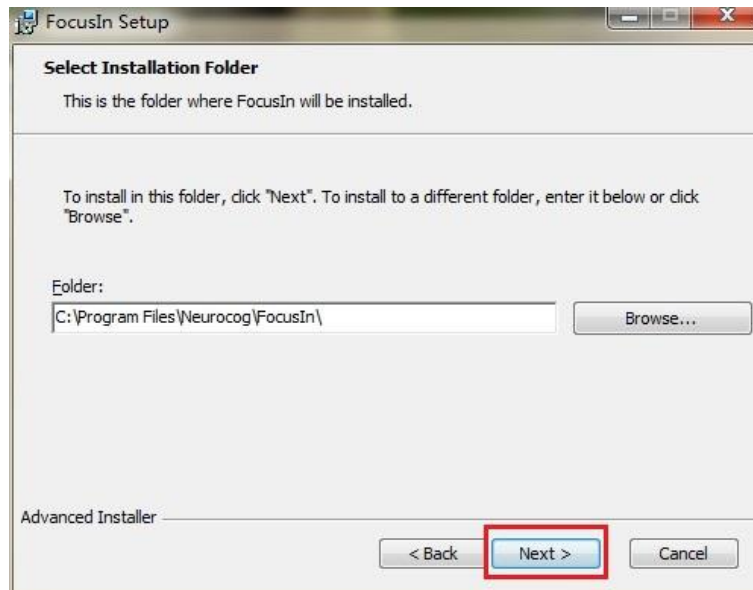 FocusIn Setup
Select Installation Folder
This is the folder where FocusIn will be installed.
To install in this folder, click "Next". To install to a different folder, enter it below or click
"Browse".
Folder:
C:\Program Files\Neurocog\FocusIn\
Browse...
Advanced Installer
< Back
Next >
Cancel